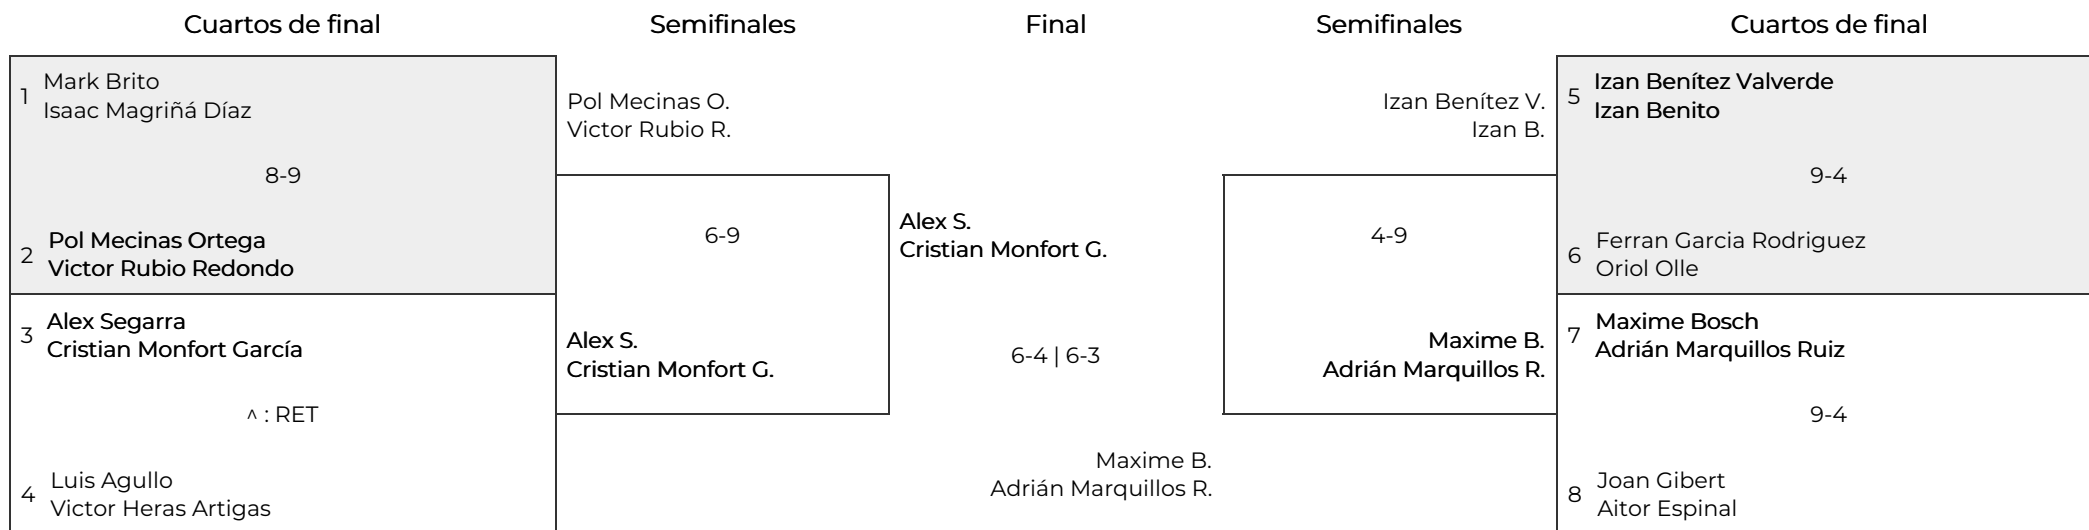 Cuartos de final
Semifinales
Final
Semifinales
Cuartos de final
1
Mark Brito
Isaac Magriñá Díaz
8-9
2
Pol Mecinas Ortega
Victor Rubio Redondo
3
Alex Segarra
Cristian Monfort García
^ : RET
4
Luis Agullo
Victor Heras Artigas
Pol Mecinas O.
Victor Rubio R.
6-9
Alex S.
Cristian Monfort G.
Alex S.
Cristian Monfort G.
6-4 | 6-3
Maxime B.
Adrián Marquillos R.
Izan Benítez V.
Izan B.
4-9
Maxime B.
Adrián Marquillos R.
5
Izan Benítez Valverde
Izan Benito
9-4
6
Ferran Garcia Rodriguez
Oriol Olle
7
Maxime Bosch
Adrián Marquillos Ruiz
9-4
8
Joan Gibert
Aitor Espinal